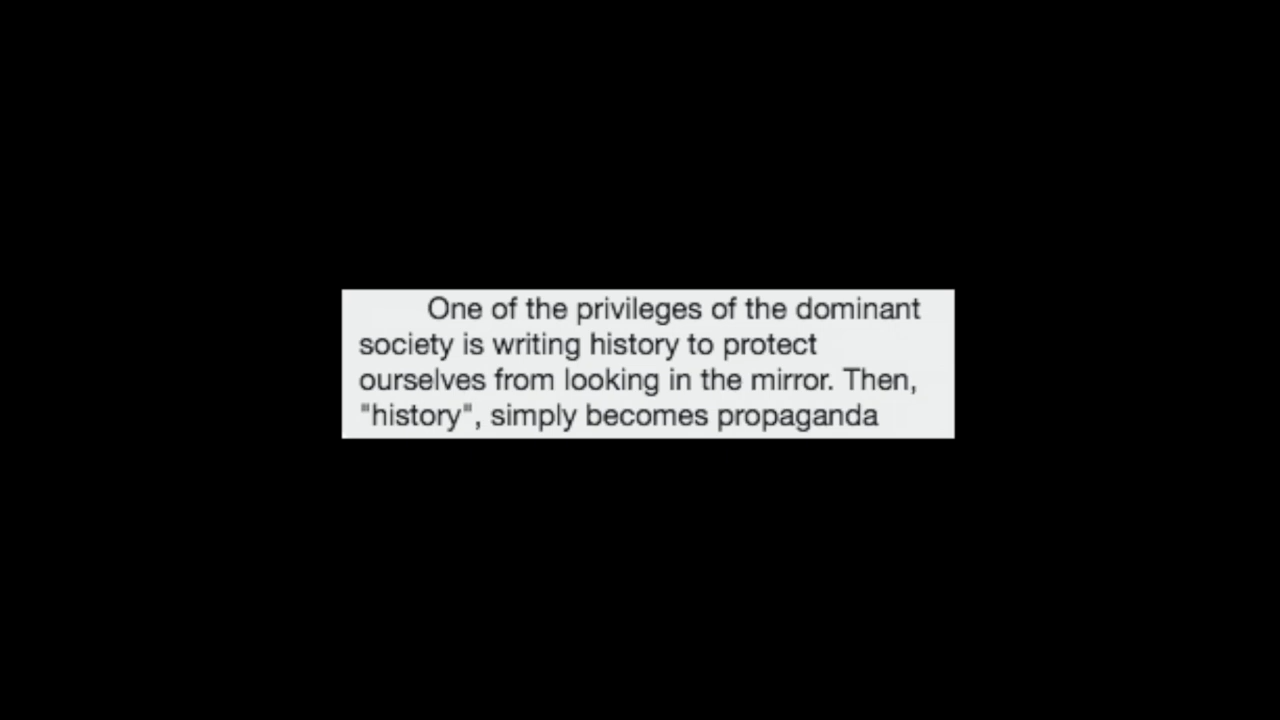 One of the privileges of the dominant
society is writing history to protect
ourselves from looking in the mirror. Then,
"history", simply becomes propaganda